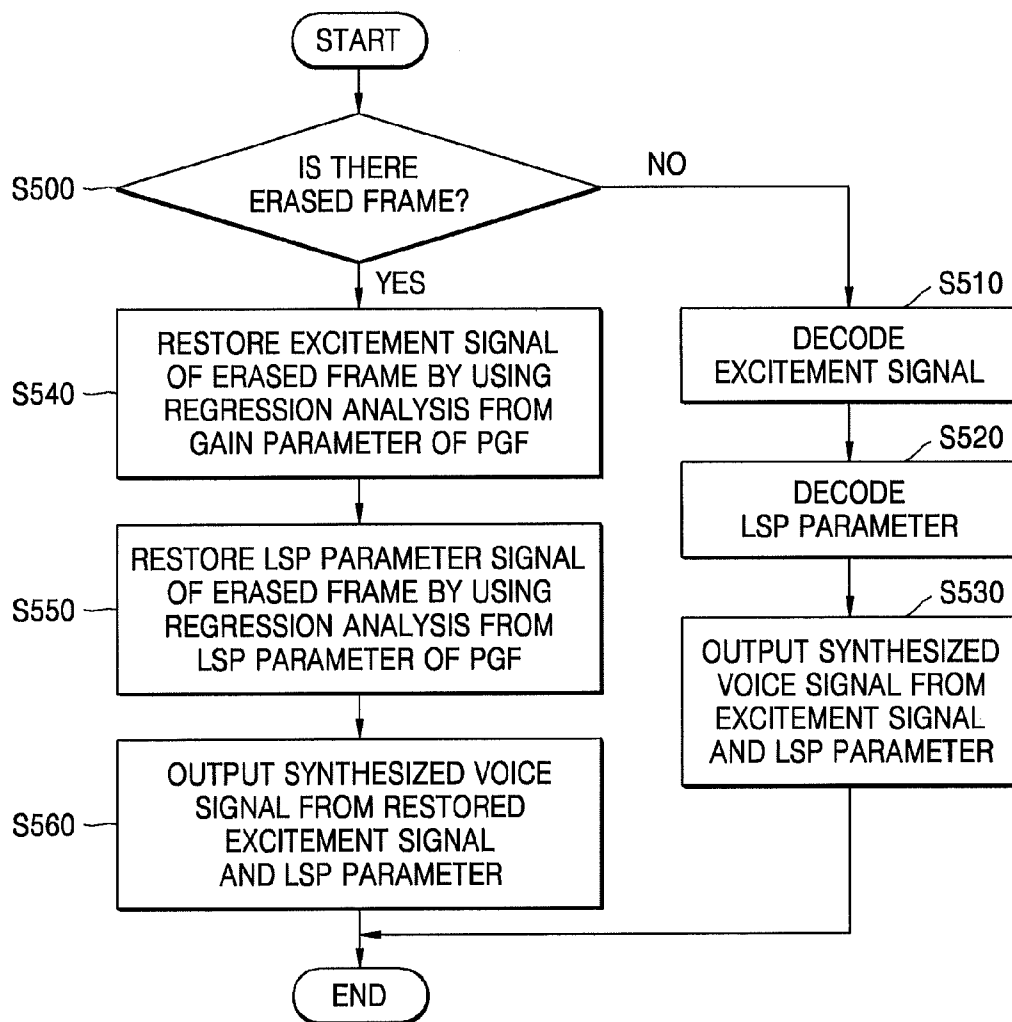 START
IS THERE
ERASED FRAME?
S500
NO
YES
RESTORE EXCITEMENT SIGNAL
OF ERASED FRAME BY USING
REGRESSION ANALYSIS FROM
GAIN PARAMETER OF PGF
S540
RESTORE LSP PARAMETER SIGNAL
OF ERASED FRAME BY USING
REGRESSION ANALYSIS FROM
LSP PARAMETER OF PGF
S550
OUTPUT SYNTHESIZED VOICE
SIGNAL FROM RESTORED
EXCITEMENT SIGNAL
AND LSP PARAMETER
S560
S510
DECODE
EXCITEMENT SIGNAL
S520
DECODE
LSP PARAMETER
S530
OUTPUT SYNTHESIZED
VOICE SIGNAL FROM
EXCITEMENT SIGNAL
AND LSP PARAMETER
END